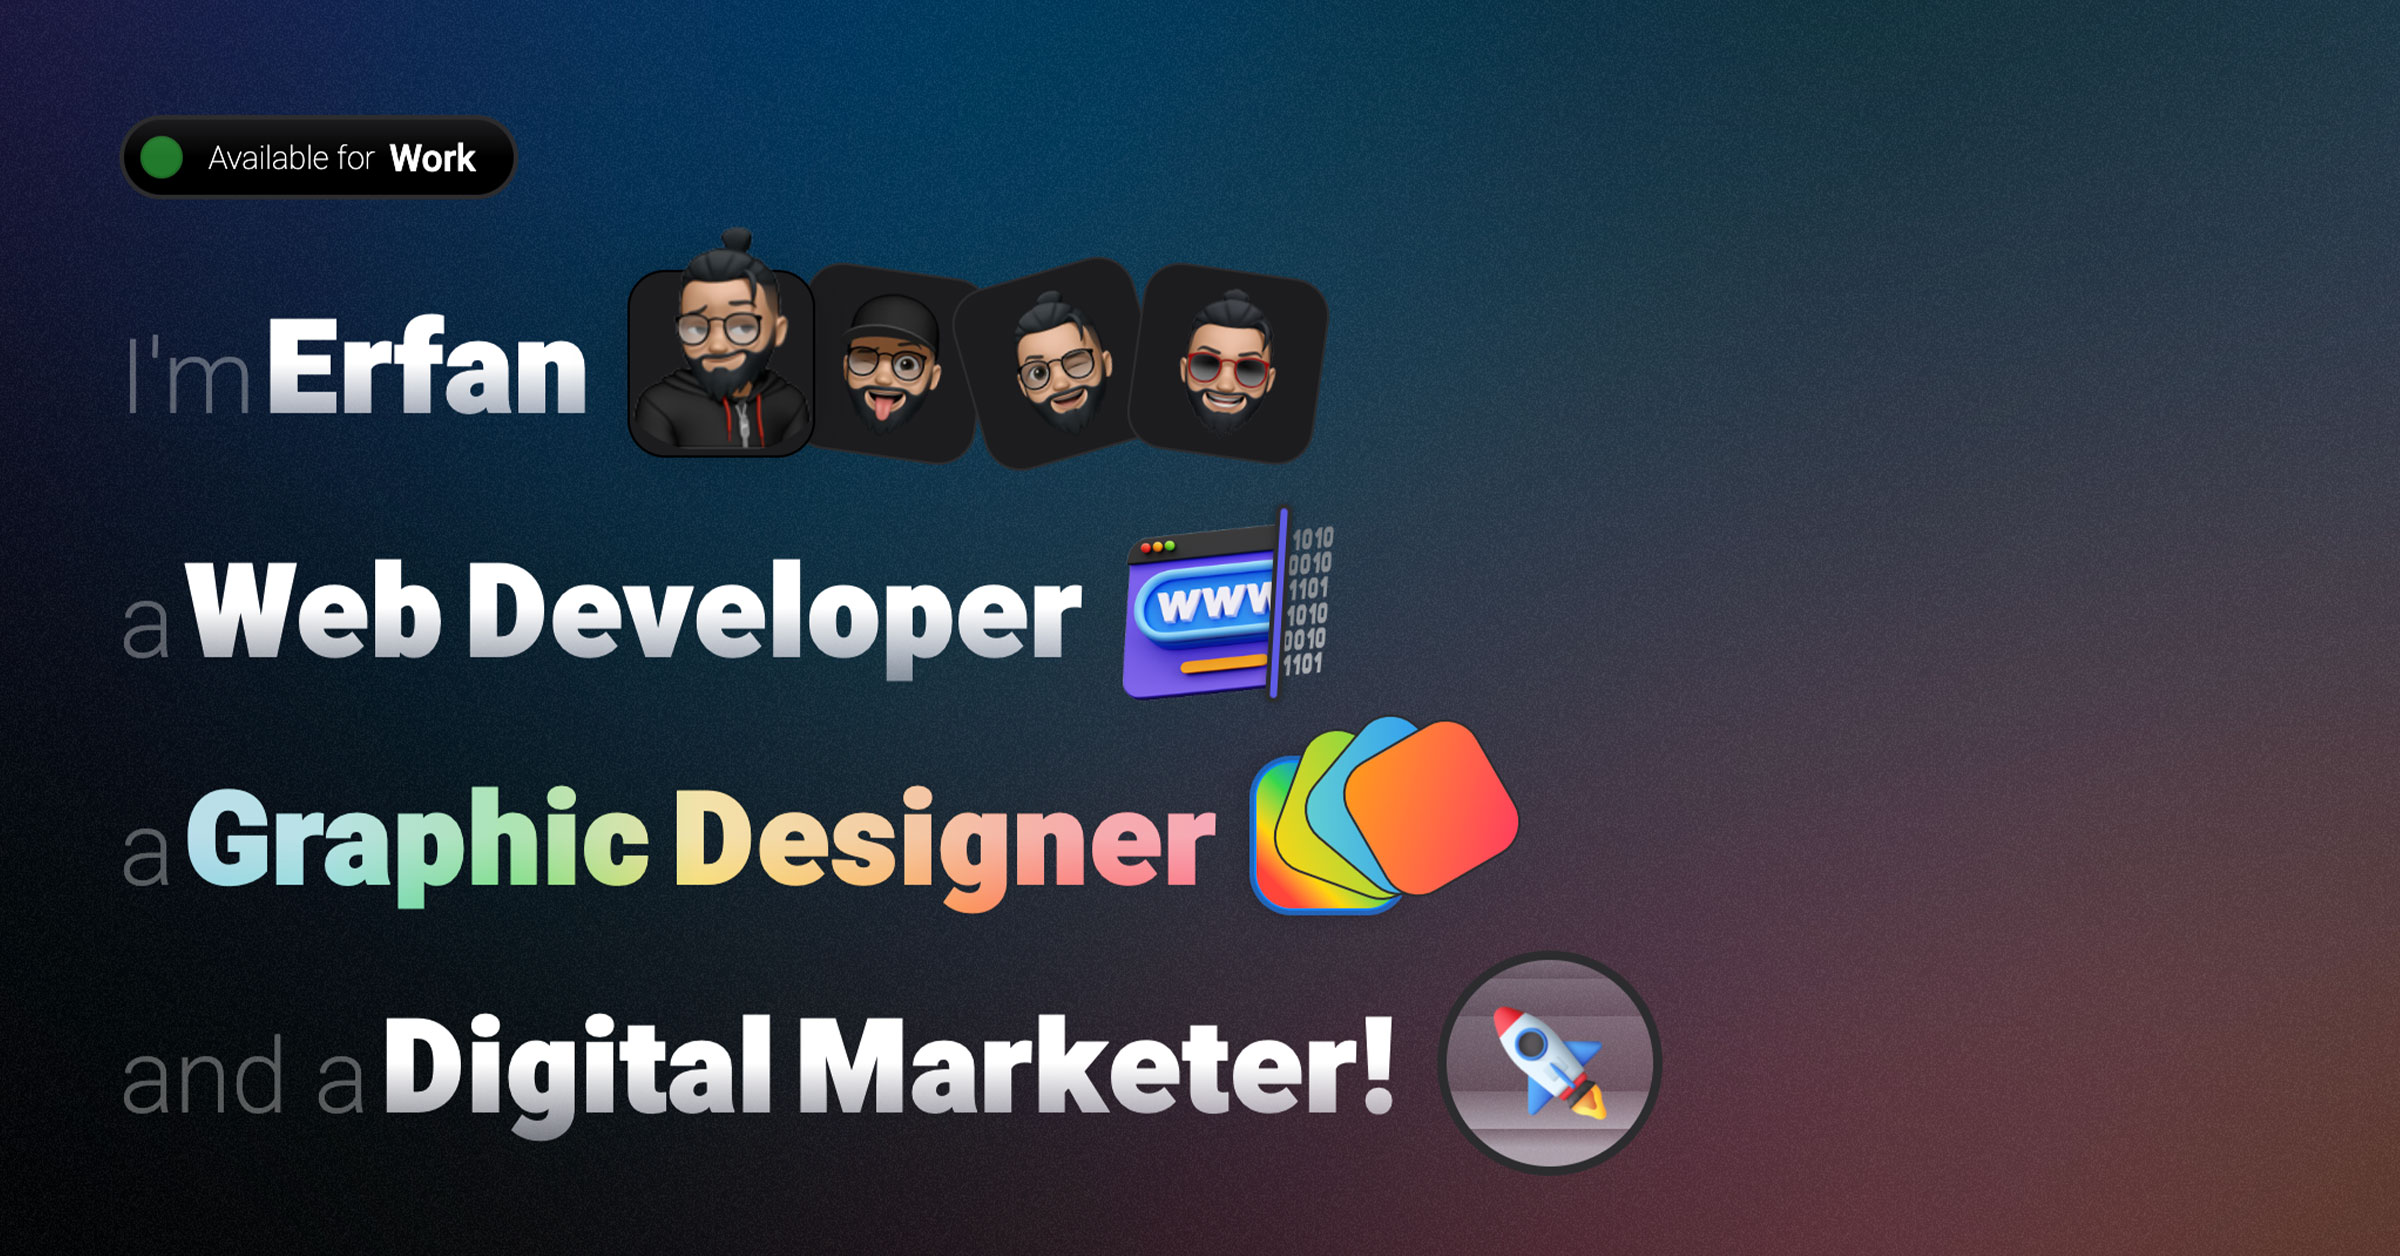 Available for Work
I'm Erfan
a Web Developer
www
1010
0010
1101
1010
0010
1101
a Graphic Designer
and a Digital Marketer!